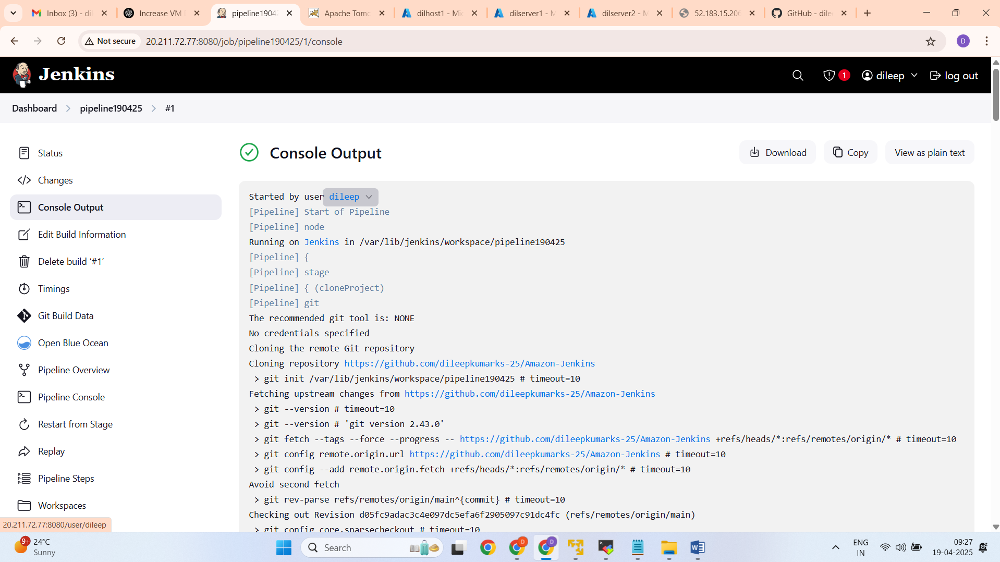 Inbox (3) - dil
Increase VM
pipeline19042
Apache Tomc
dilhost1 - Mic
dilserver1 - M
dilserver2 - M
52.183.15.206
GitHub - dilee
Not secure
20.211.72.77:8080/job/pipeline190425/1/console
D
Jenkins
1
dileep
log out
Dashboard
pipeline190425
#1
Status
Changes
Console Output
Edit Build Information
Delete build ‘#1’
Timings
Git Build Data
Open Blue Ocean
Pipeline Overview
Pipeline Console
Restart from Stage
Replay
Pipeline Steps
Workspaces
Console Output
Download
Copy
View as plain text
Started by user dileep
[Pipeline] Start of Pipeline
[Pipeline] node
Running on Jenkins in /var/lib/jenkins/workspace/pipeline190425
[Pipeline] {
[Pipeline] stage
[Pipeline] { (cloneProject)
[Pipeline] git
The recommended git tool is: NONE
No credentials specified
Cloning the remote Git repository
Cloning repository https://github.com/dileepkumarks-25/Amazon-Jenkins
> git init /var/lib/jenkins/workspace/pipeline190425 # timeout=10
Fetching upstream changes from https://github.com/dileepkumarks-25/Amazon-Jenkins
> git --version # timeout=10
> git --version # 'git version 2.43.0'
> git fetch --tags --force --progress -- https://github.com/dileepkumarks-25/Amazon-Jenkins +refs/heads/*:refs/remotes/origin/* # timeout=10
> git config remote.origin.url https://github.com/dileepkumarks-25/Amazon-Jenkins # timeout=10
> git config --add remote.origin.fetch +refs/heads/*:refs/remotes/origin/* # timeout=10
Avoid second fetch
> git rev-parse refs/remotes/origin/main^{commit} # timeout=10
Checking out Revision d05fc9adac3c4e097dc5efa6f2905097c91dc4fc (refs/remotes/origin/main)
> git config core.sparsecheckout # timeout=10
20.211.72.77:8080/user/dileep
9+
24°C
Sunny
Search
D
D
ENG
IN
09:27
19-04-2025